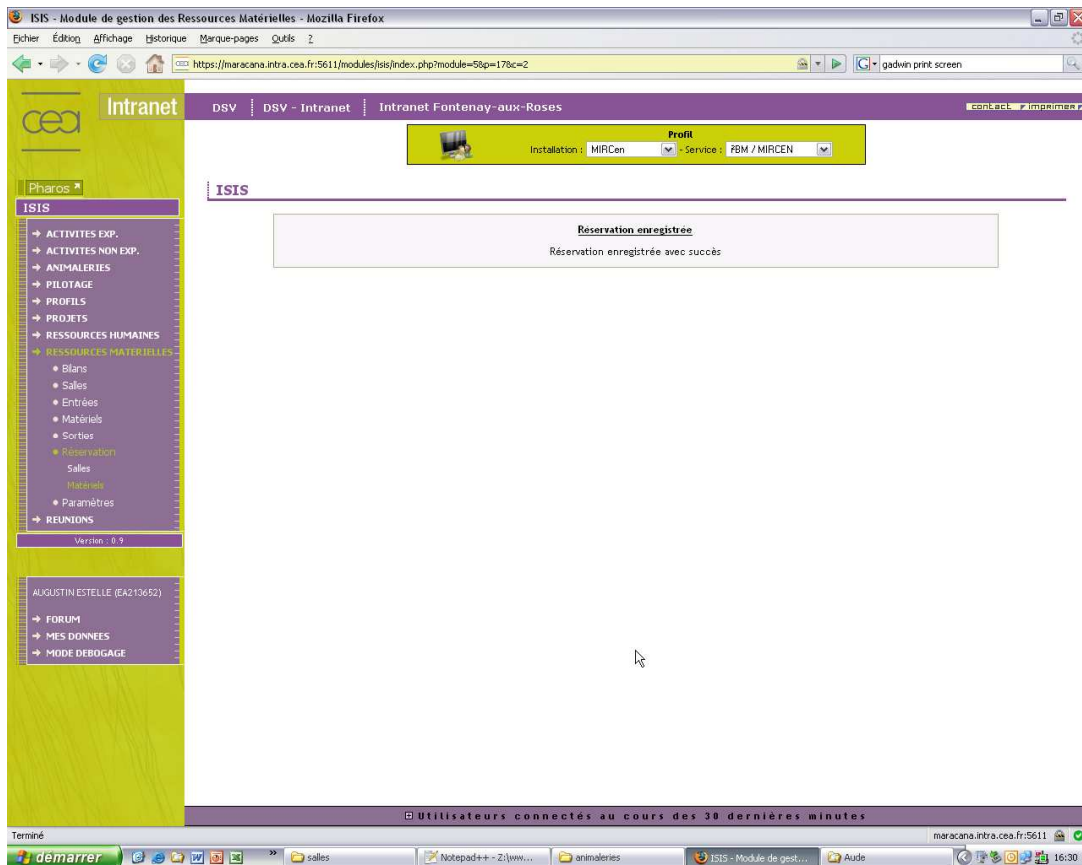 ISIS - Module de gestion des Ressources Matérielles - Mozilla Firefox
Fichier Édition Affichage Historique Marque-pages Outils ?
https://maracana.intra.cea.fr:5611/modules/isis/index.php?module=58&p=17&c=2
gadwin print screen
cea Intranet
DSV DSV - Intranet Intranet Fontenay-aux-Roses
contact imprimer
Profil
Installation : MIRCen - Service : BM / MIRCEN
Pharos
ISIS
ISIS
Réservation enregistrée
Réservation enregistrée avec succès
ACTIVITES EXP.
ACTIVITES NON EXP.
ANIMALERIES
PILOTAGE
PROFILS
PROJETS
RESSOURCES HUMAINES
RESSOURCES MATERIELLES
Bilans
Salles
Entrées
Matériels
Sorties
Réservation
Salles
Matériels
Paramètres
REUNIONS
Version : 0.9
AUGUSTIN ESTELLE (EA213652)
FORUM
MES DONNEES
MODE DEBOGAGE
Utilisateurs connectés au cours des 30 dernières minutes
Terminé
maracana.intra.cea.fr:5611
démarrer
»
salles
Notepad++ - Z:\ww...
animaleries
ISIS - Module de gest...
Aude
16:30